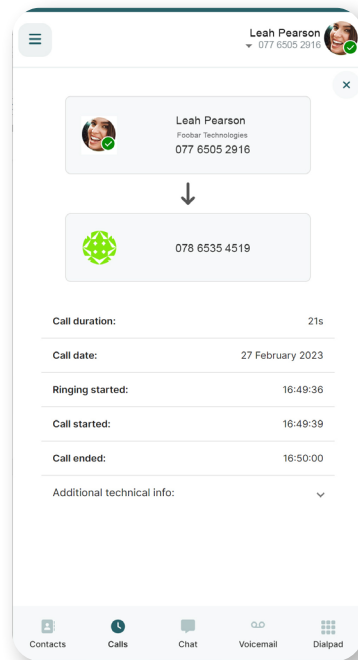 Leah Pearson
077 6505 2916
Leah Pearson
Foobar Technologies
077 6505 2916
078 6535 4519
Call duration: 21s
Call date: 27 February 2023
Ringing started: 16:49:36
Call started: 16:49:39
Call ended: 16:50:00
Additional technical info:
Contacts Calls Chat Voicemail Dialpad